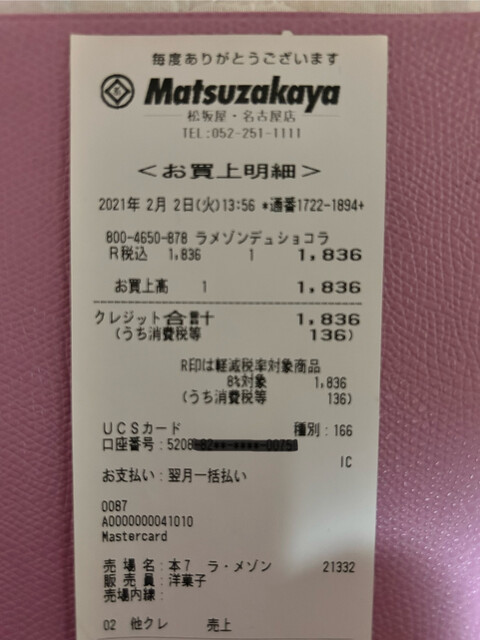 毎度ありがとうございます
Matsuzakaya
松坂屋・名古屋店
TEL:052-251-1111
<お買上明細>
2021年 2月 2日(火)13:56 *通番1722-1894+
800-4650-878 ラメゾンデュショコラ
R税込 1,836 1 1,836
お買上高 1 1,836
クレジット合計 1,836
(うち消費税等 136)
R印は軽減税率対象商品
8%対象 1,836
(うち消費税等 136)
UCSカード 種別:166
口座番号:5208
IC
お支払い:翌月一括払い
0087
A0000000041010
Mastercard
売 場 名:本7 ラ・メゾン 21332
販 売 員:洋菓子
売場内線:
02 他クレ 売上